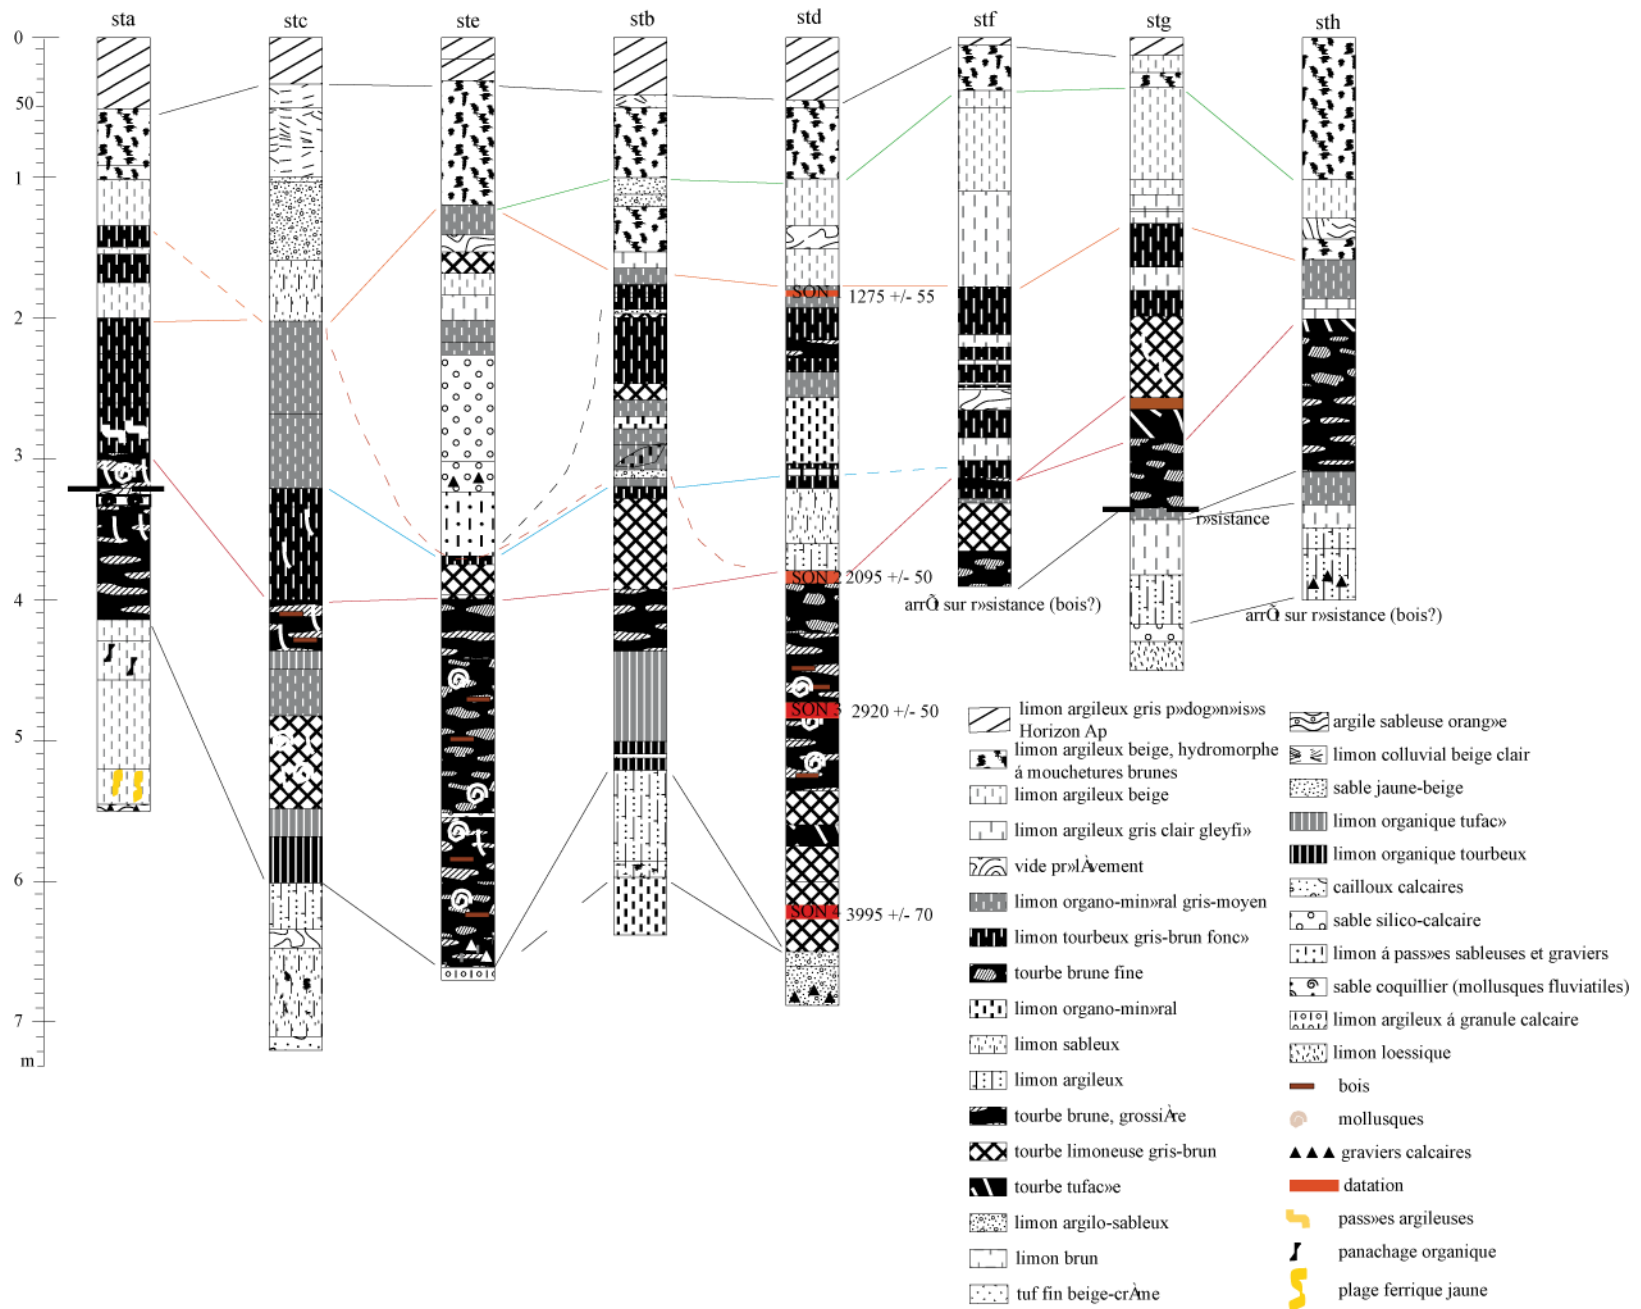 sta stc ste stb std stf stg sth
0
50
1
2
3
4
5
6
7
m
SON 1 1275 +/- 55
SON 2 2095 +/- 50
SON 3 2920 +/- 50
SON 4 3995 +/- 70
r»sistance
arrÕt sur r»sistance (bois?)
arrÕt sur r»sistance (bois?)
limon argileux gris p»dog»n»is»s
Horizon Ap
limon argileux beige, hydromorphe
á mouchetures brunes
limon argileux beige
limon argileux gris clair gleyfi»
vide pr»lÀvement
limon organo-min»ral gris-moyen
limon tourbeux gris-brun fonc»
tourbe brune fine
limon organo-min»ral
limon sableux
limon argileux
tourbe brune, grossiÀre
tourbe limoneuse gris-brun
tourbe tufac»e
limon argilo-sableux
limon brun
tuf fin beige-crÀme
argile sableuse orang»e
limon colluvial beige clair
sable jaune-beige
limon organique tufac»
limon organique tourbeux
cailloux calcaires
sable silico-calcaire
limon á pass»es sableuses et graviers
sable coquillier (mollusques fluviatiles)
limon argileux á granule calcaire
limon loessique
bois
mollusques
graviers calcaires
datation
pass»es argileuses
panachage organique
plage ferrique jaune